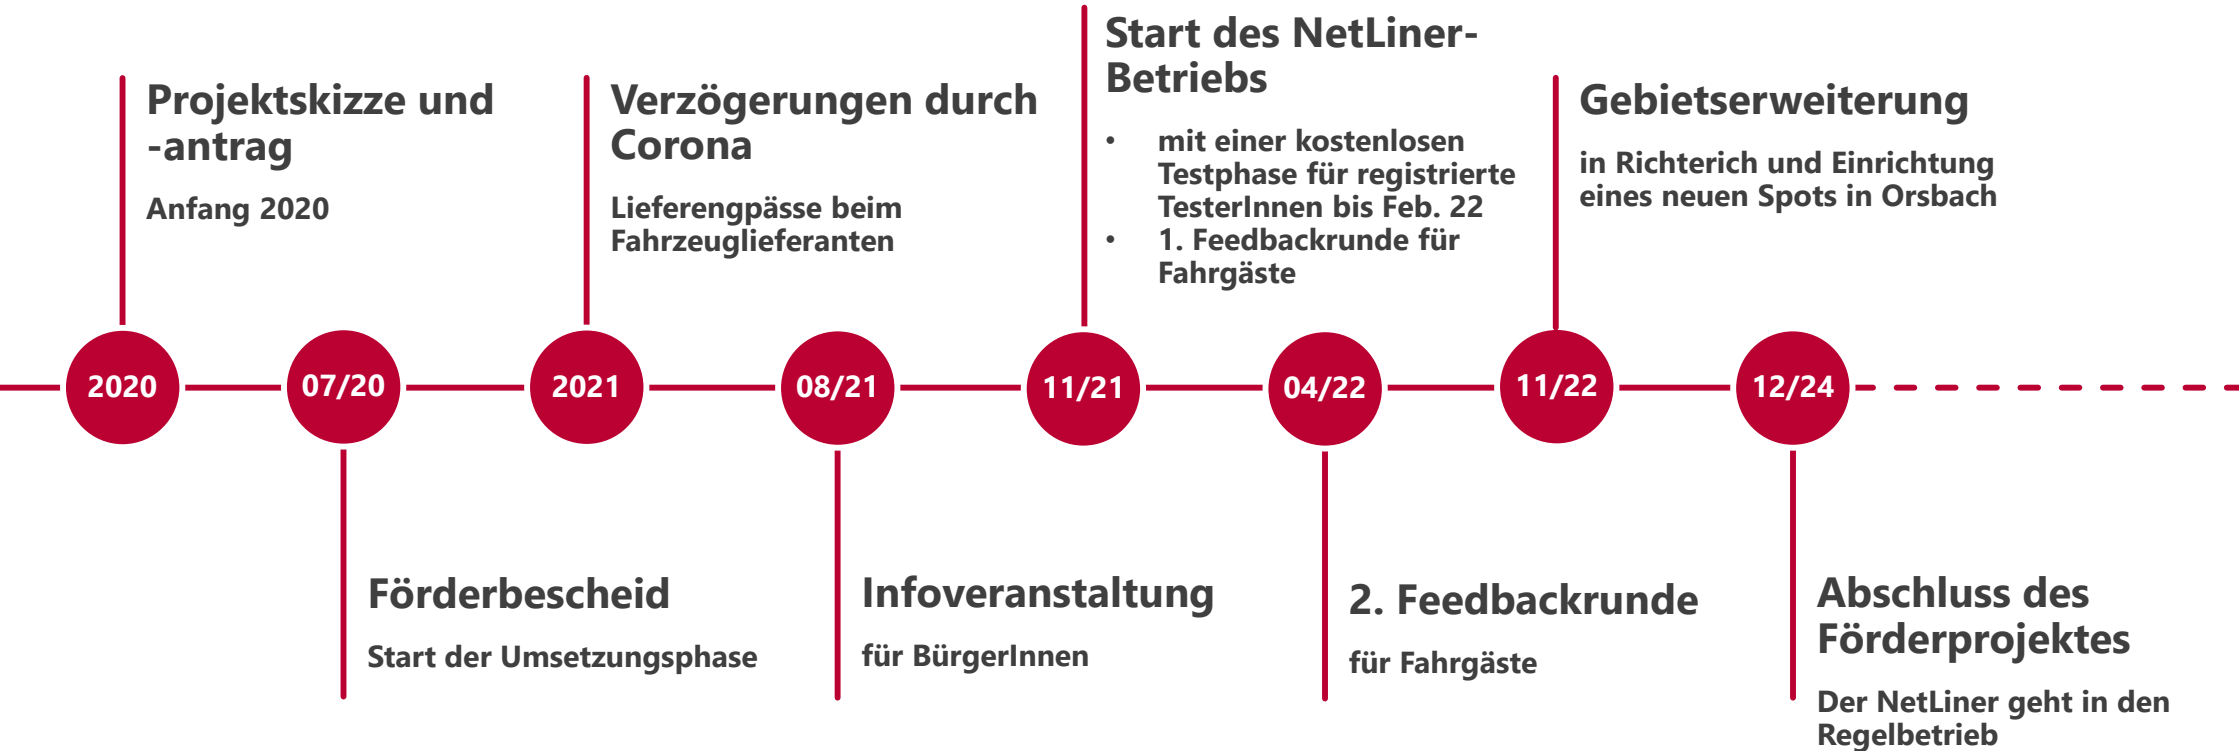 Projektskizze und
-antrag
Anfang 2020
Verzögerungen durch
Corona
Lieferengpässe beim
Fahrzeuglieferanten
Start des NetLiner-
Betriebs
• mit einer kostenlosen
Testphase für registrierte
TesterInnen bis Feb. 22
• 1. Feedbackrunde für
Fahrgäste
Gebietserweiterung
in Richterich und Einrichtung
eines neuen Spots in Orsbach
2020
07/20
2021
08/21
11/21
04/22
11/22
12/24
Förderbescheid
Start der Umsetzungsphase
Infoveranstaltung
für BürgerInnen
2. Feedbackrunde
für Fahrgäste
Abschluss des
Förderprojektes
Der NetLiner geht in den
Regelbetrieb